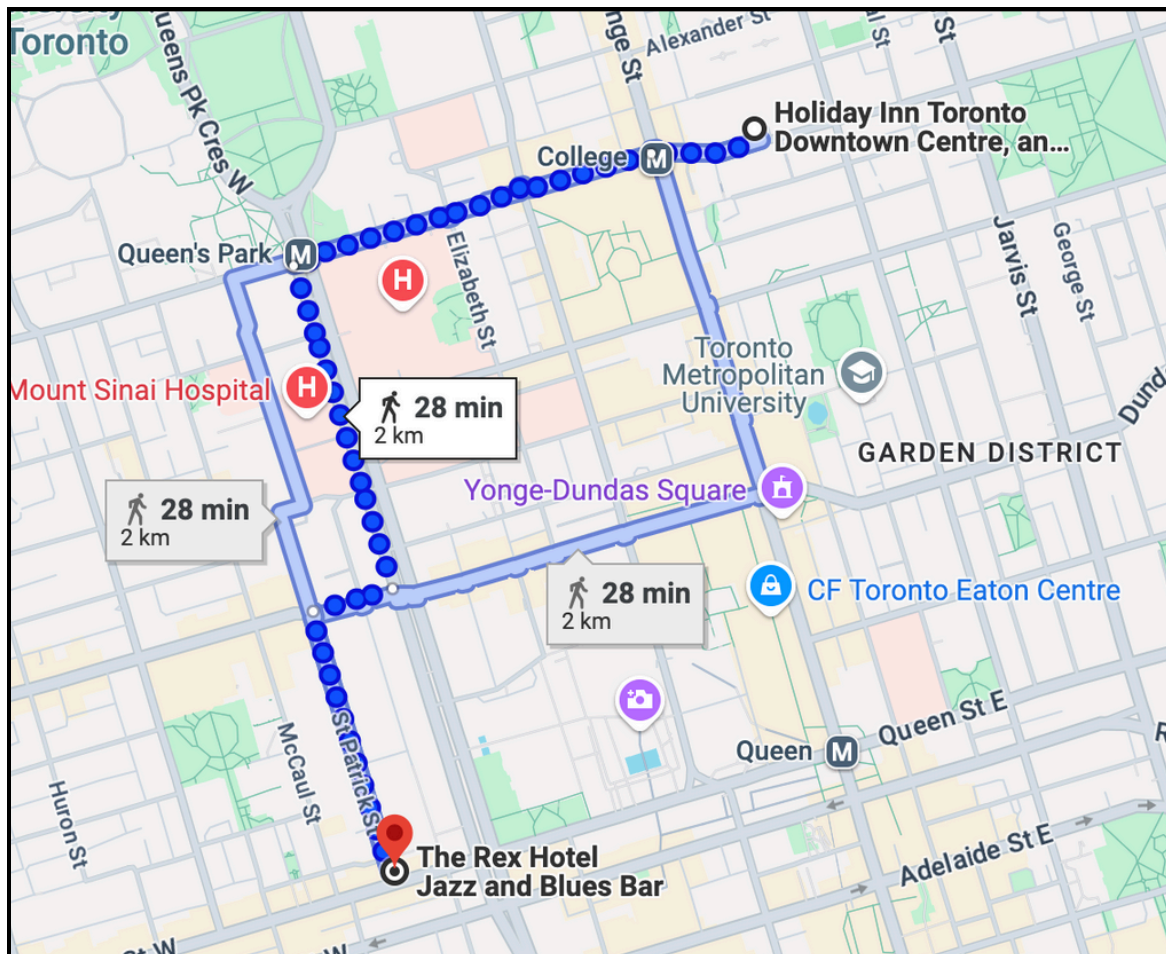 Toronto
Queens Pk Cres W
nge St
Alexander St
Holiday Inn Toronto
Downtown Centre, an...
College
M
Queen's Park
M
H
Elizabeth St
Jarvis St
George St
Mount Sinai Hospital
H
Toronto
Metropolitan
University
28 min
2 km
GARDEN DISTRICT
Yonge-Dundas Square
28 min
2 km
28 min
2 km
CF Toronto Eaton Centre
St Patrick St
McCaul St
Huron St
Queen
M
Queen St E
Adelaide St E
The Rex Hotel
Jazz and Blues Bar
St W
W